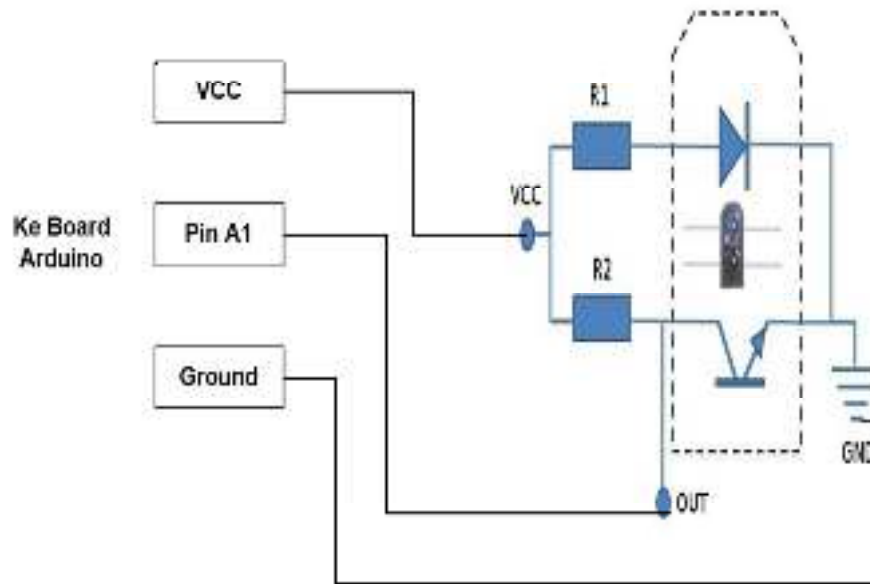 VCC
R1
VCC
Ke Board
Arduino
Pin A1
R2
Ground
GND
OUT